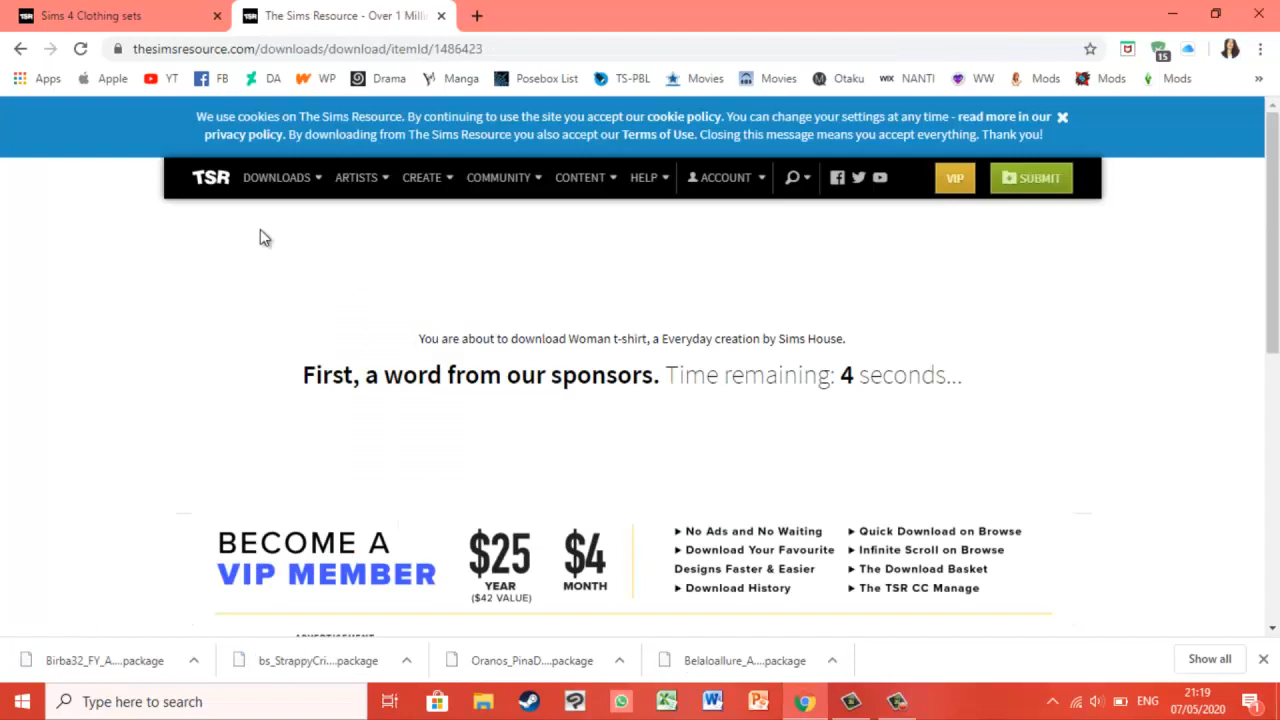 TSR Sims 4 Clothing sets
TSR The Sims Resource - Over 1 Milli
thesimsresource.com/downloads/download/itemId/1486423
15
Apps Apple YT FB DA WP Drama Manga Posebox List TS-PBL Movies Movies Otaku WIX NANTI WW Mods Mods Mods »
We use cookies on The Sims Resource. By continuing to use the site you accept our cookie policy. You can change your settings at any time - read more in our
privacy policy. By downloading from The Sims Resource you also accept our Terms of Use. Closing this message means you accept everything. Thank you!
TSR DOWNLOADS ARTISTS CREATE COMMUNITY CONTENT HELP ACCOUNT VIP SUBMIT
You are about to download Woman t-shirt, a Everyday creation by Sims House.
First, a word from our sponsors. Time remaining: 4 seconds...
BECOME A
VIP MEMBER
$25
YEAR
($42 VALUE)
$4
MONTH
No Ads and No Waiting
Download Your Favourite
Designs Faster & Easier
Download History
Quick Download on Browse
Infinite Scroll on Browse
The Download Basket
The TSR CC Manage
ADVERTISEMENT
Birba32_FY_A....package bs_StrappyCri....package Oranos_PinaD....package Belaloallure_A....package Show all
Type here to search
ENG
21:19
07/05/2020
1